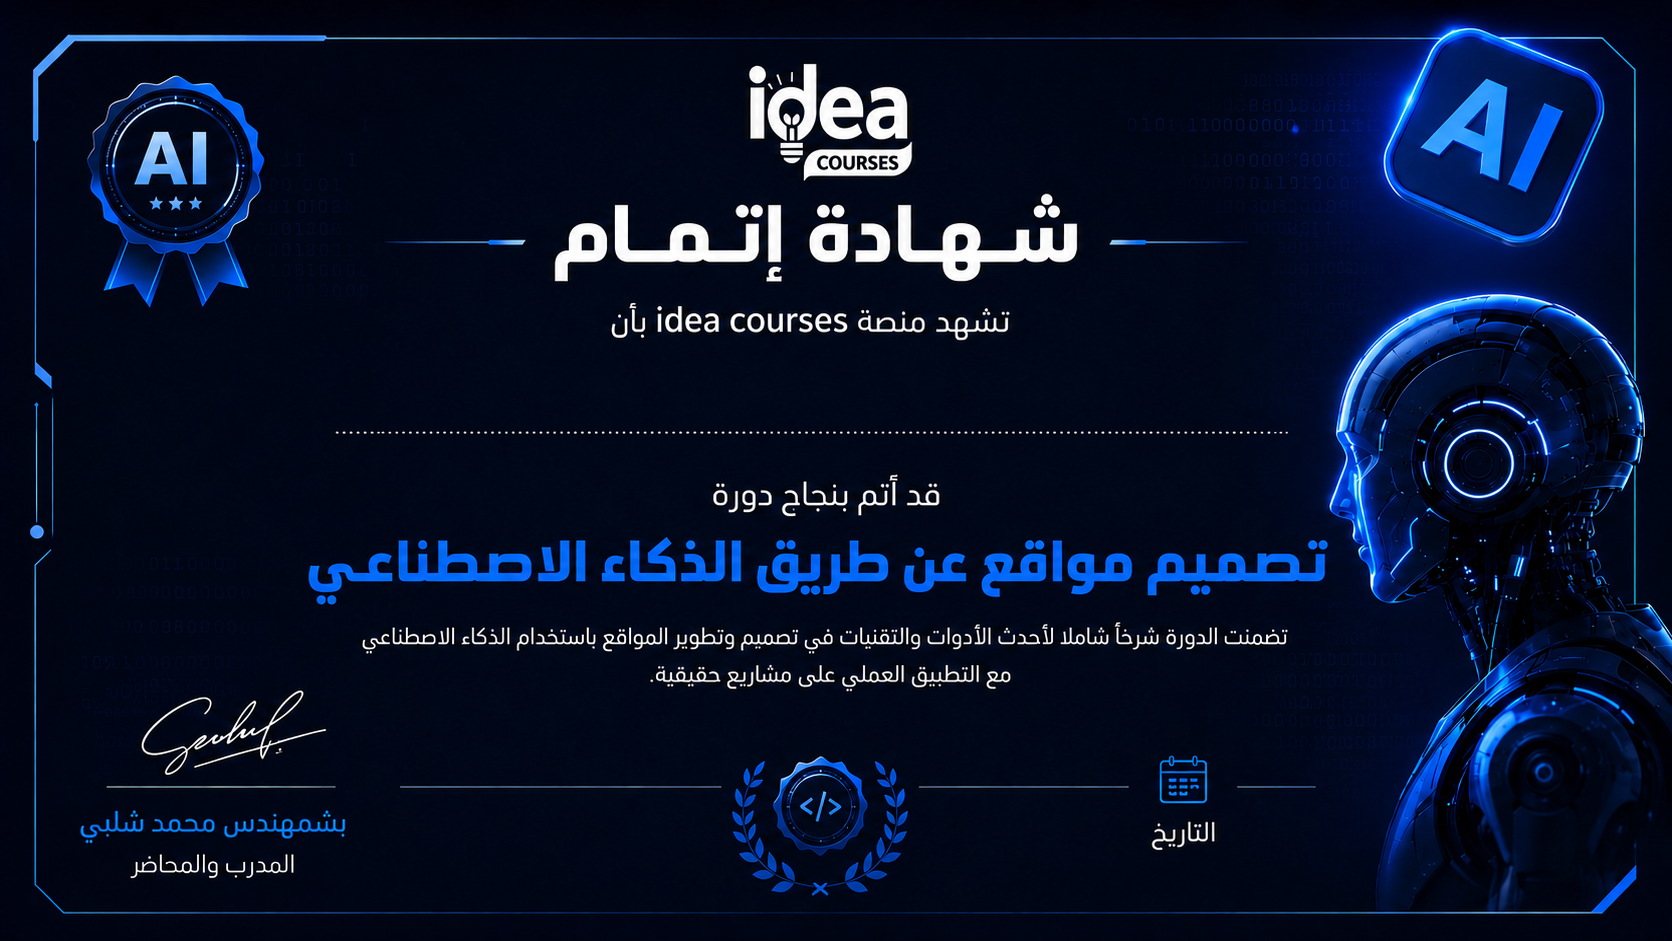 idea
COURSES
AI
AI
شهادة إتمام
تشهد منصة idea courses بأن
قد أتم بنجاح دورة
تصميم مواقع عن طريق الذكاء الاصطناعي
تضمنت الدورة شرخاً شاملا لأحدث الأدوات والتقنيات في تصميم وتطوير المواقع باستخدام الذكاء الاصطناعي
مع التطبيق العملي على مشاريع حقيقية.
</>
التاريخ
بشمهندس محمد شلبي
المدرب والمحاضر